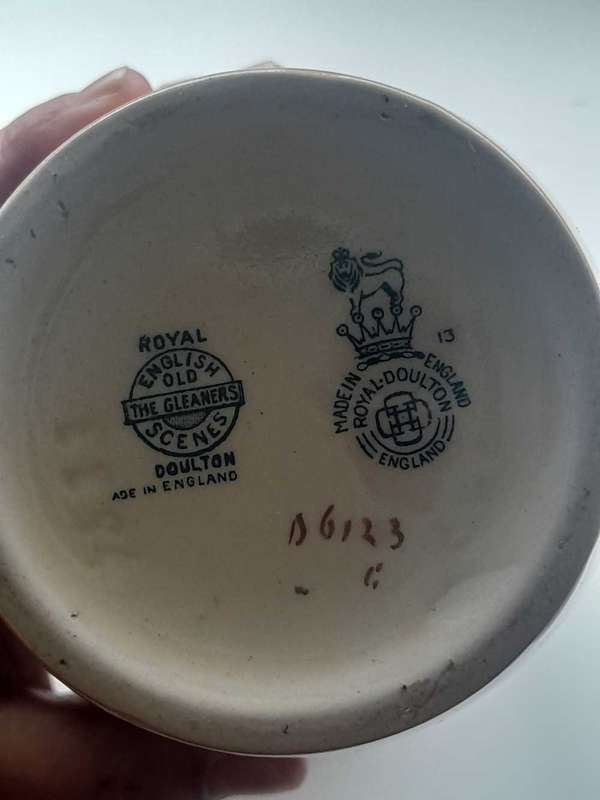 ROYAL
ENGLISH
OLD
THE GLEANERS
SCENES
DOULTON
ADE IN ENGLAND
13
MADE IN ENGLAND
ROYAL·DOULTON
ENGLAND
D6123